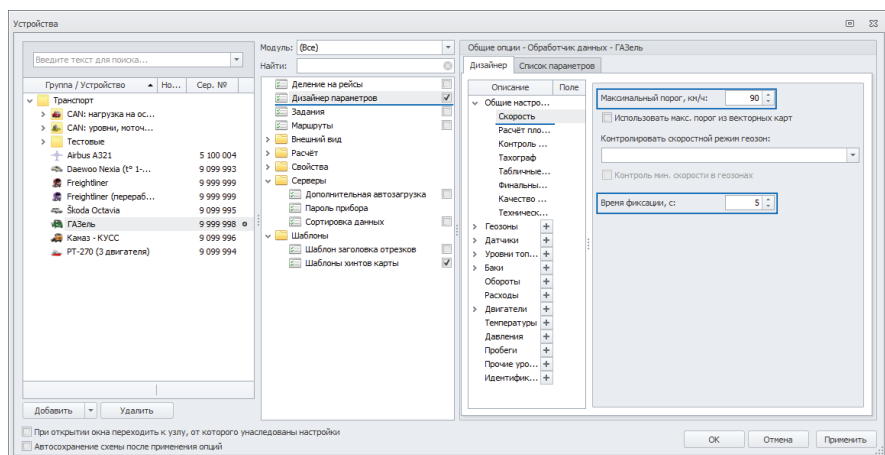 Устройства
Введите текст для поиска...
Группа / Устройство Но... Сер. №
Транспорт
CAN: нагрузка на ос...
CAN: уровни, моточ...
Тестовые
Airbus A321 5 100 004
Daewoo Nexia (t° 1-... 9 099 993
Freightliner 9 999 999
Freightliner (перераб... 9 999 999
Škoda Octavia 9 099 995
ГАЗель 9 999 998
Камаз - КУСС 9 099 996
РТ-270 (3 двигателя) 9 099 994
Добавить Удалить
При открытии окна переходить к узлу, от которого унаследованы настройки
Автосохранение схемы после применения опций
Модуль: (Все)
Найти:
Деление на рейсы
Дизайнер параметров
Задания
Маршруты
Внешний вид
Расчёт
Свойства
Серверы
Дополнительная автозагрузка
Пароль прибора
Сортировка данных
Шаблоны
Шаблон заголовка отрезков
Шаблоны хинтов карты
Общие опции - Обработчик данных - ГАЗель
Дизайнер Список параметров
Описание Поле
Общие настро...
Скорость
Расчёт пло...
Контроль ...
Тахограф
Табличные...
Финальны...
Качество ...
Техническ...
Геозоны +
Датчики +
Уровни топ... +
Баки +
Обороты +
Расходы +
Двигатели +
Температуры +
Давления +
Пробеги +
Прочие уро... +
Идентифик... +
Максимальный порог, км/ч: 90
Использовать макс. порог из векторных карт
Контролировать скоростной режим геозон:
Контроль мин. скорости в геозонах
Время фиксации, с: 5
ОК Отмена Применить